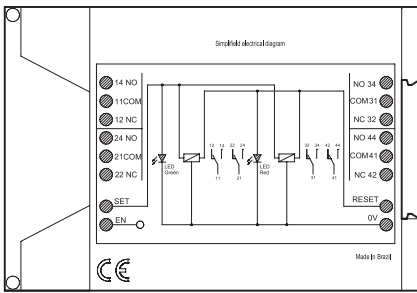 Simplifield electrical diagram
14 NO
11COM
12 NC
24 NO
21COM
22 NC
SET
EN
NO 34
COM31
NC 32
NO 44
COM41
NC 42
RESET
0V
LED
Green
12 14 22 24
11 21
LED
Red
32 34 42 44
31 41
Made In Brazil
CE